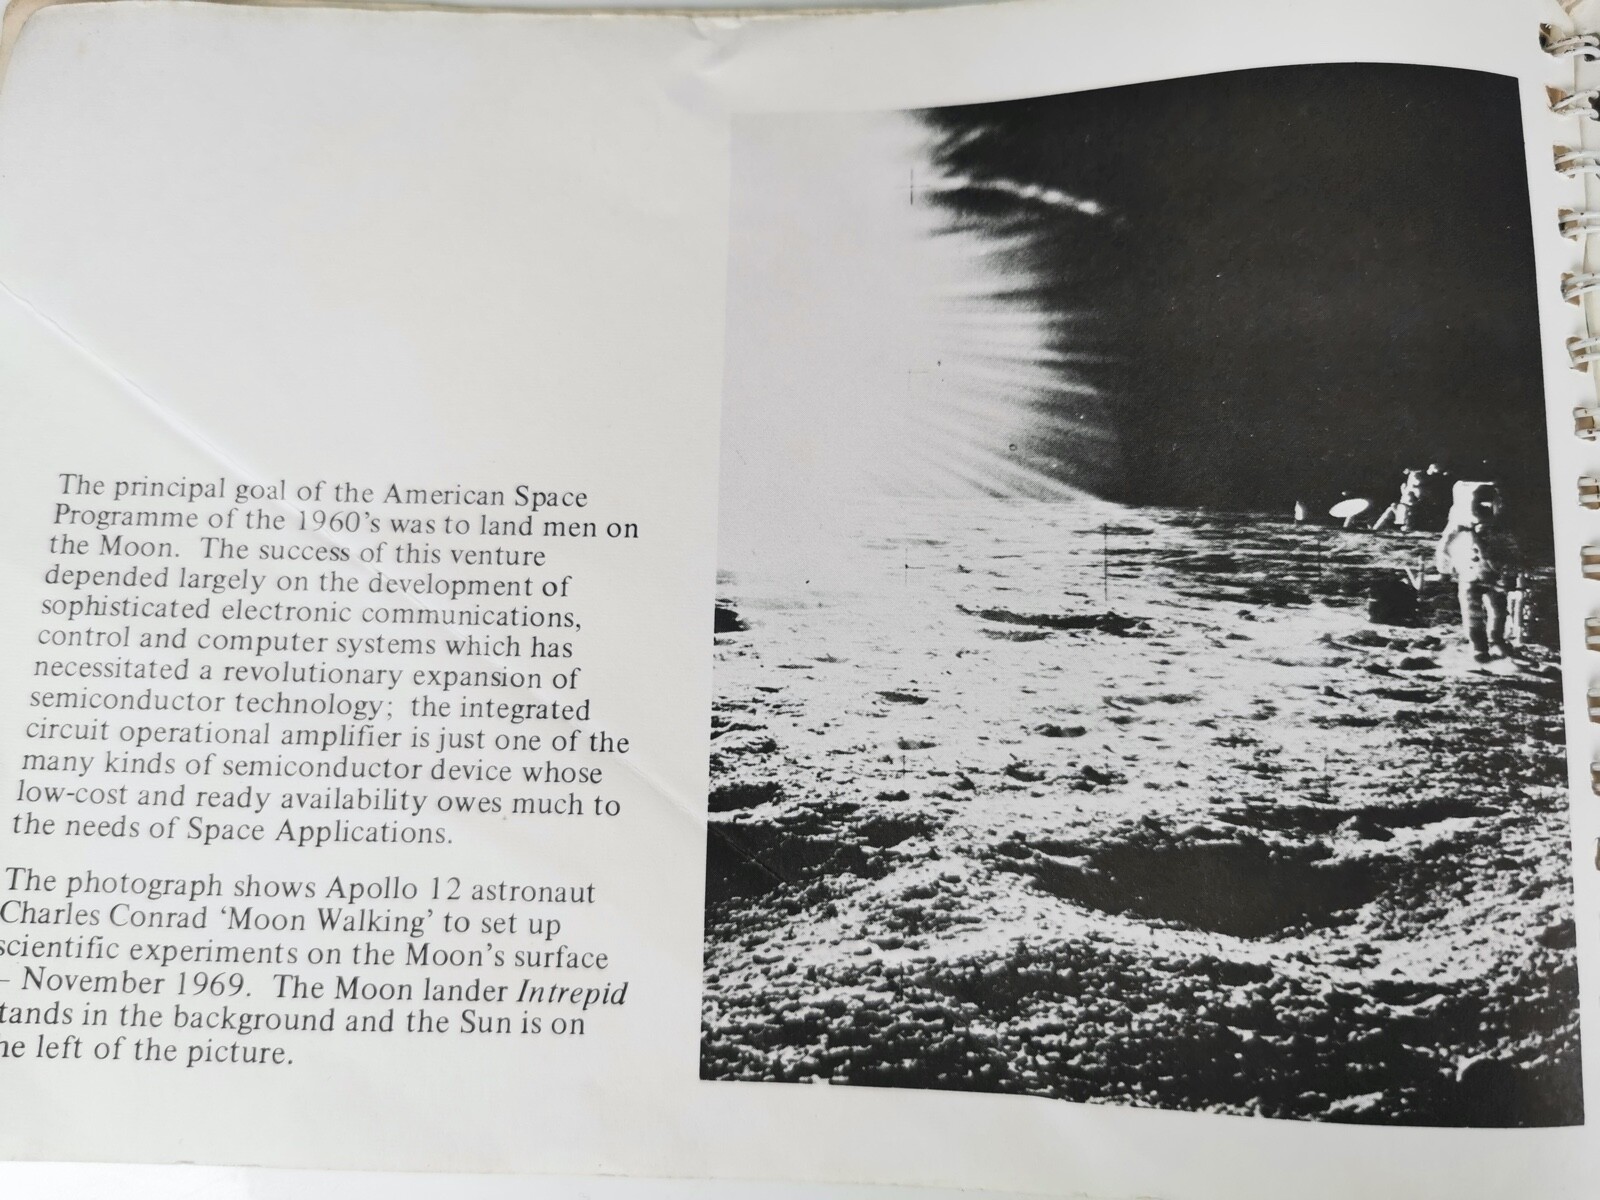 The principal goal of the American Space
Programme of the 1960's was to land men on
the Moon. The success of this venture
depended largely on the development of
sophisticated electronic communications,
control and computer systems which has
necessitated a revolutionary expansion of
semiconductor technology; the integrated
circuit operational amplifier is just one of the
many kinds of semiconductor device whose
low-cost and ready availability owes much to
the needs of Space Applications.
The photograph shows Apollo 12 astronaut
Charles Conrad ‘Moon Walking’ to set up
scientific experiments on the Moon's surface
– November 1969. The Moon lander Intrepid
tands in the background and the Sun is on
he left of the picture.